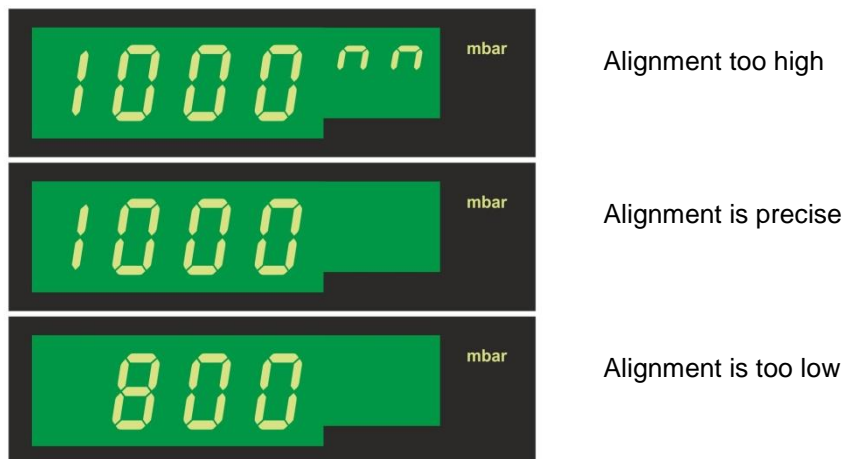 1000 ∩∩ mbar Alignment too high
1000 mbar Alignment is precise
800 mbar Alignment is too low